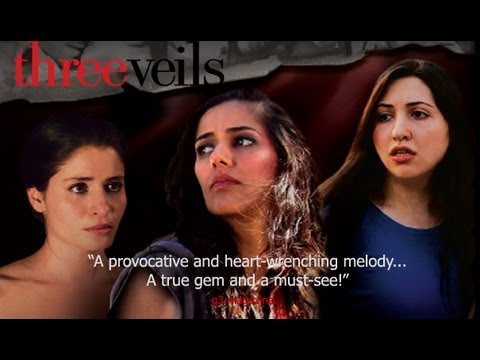 threeveils
“A provocative and heart-wrenching melody...
A true gem and a must-see!”